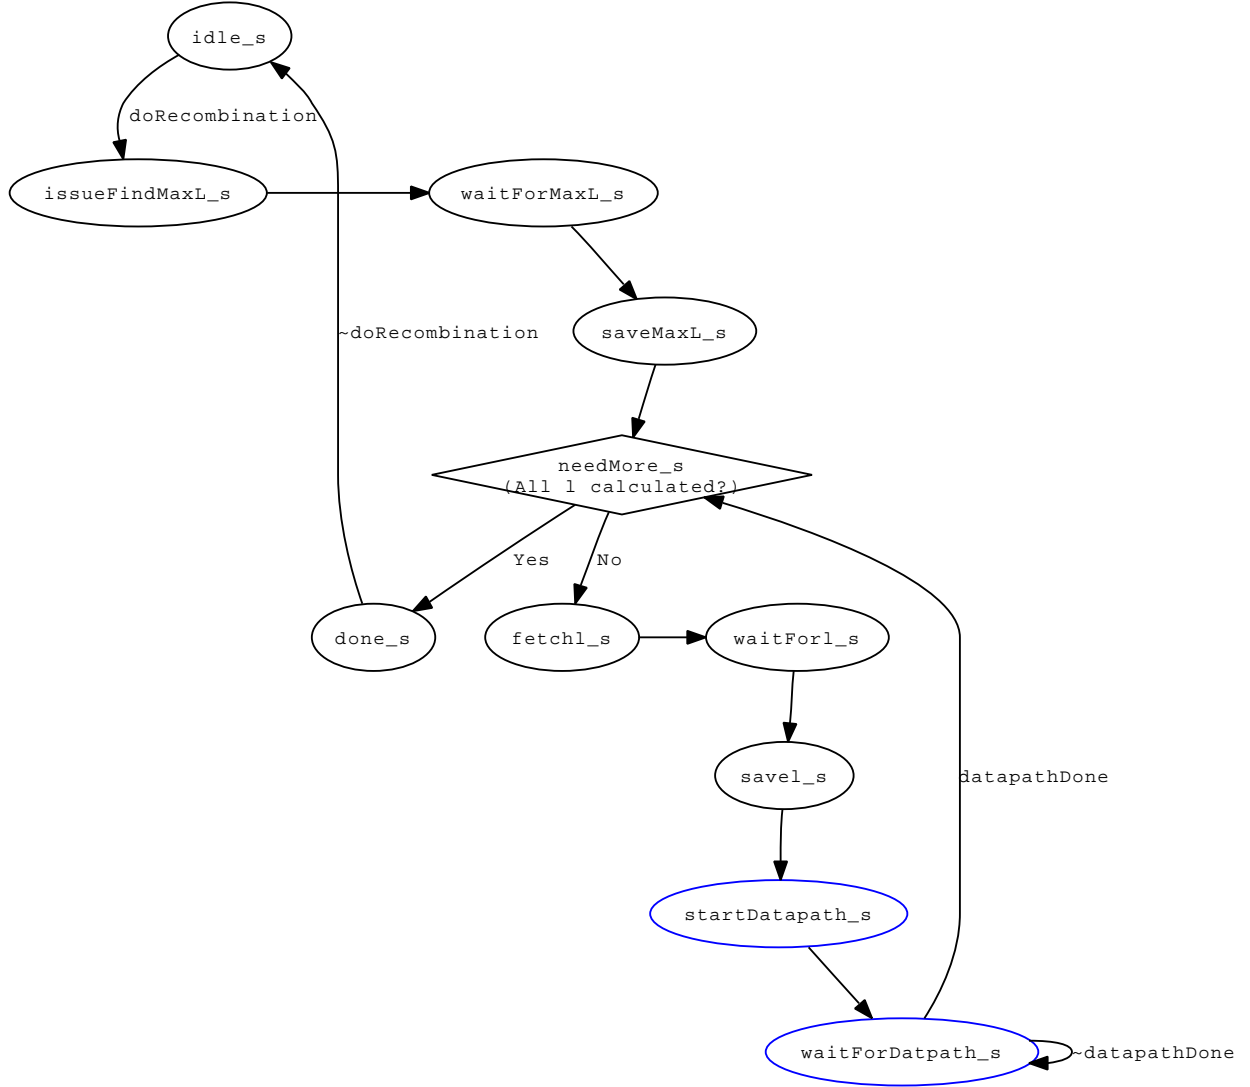 idle_s
doRecombination
issueFindMaxL_s
waitForMaxL_s
saveMaxL_s
~doRecombination
needMore_s
(All l calculated?)
Yes
No
done_s
fetchl_s
waitForl_s
savel_s
datapathDone
startDatapath_s
waitForDatpath_s
~datapathDone